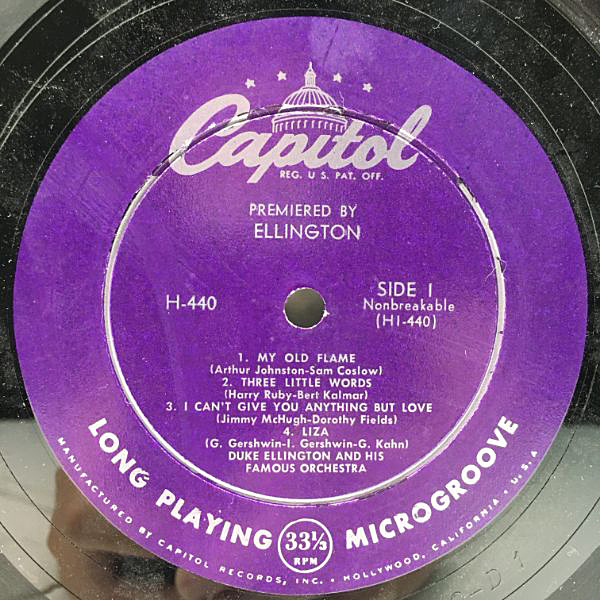 Capitol
REG. U. S. PAT. OFF.
PREMIERED BY
ELLINGTON
H-440
SIDE 1
Nonbreakable
(H1-440)
1. MY OLD FLAME
(Arthur Johnston-Sam Coslow)
2. THREE LITTLE WORDS
(Harry Ruby-Bert Kalmar)
3. I CAN'T GIVE YOU ANYTHING BUT LOVE
(Jimmy McHugh-Dorothy Fields)
4. LIZA
(G. Gershwin-I. Gershwin-G. Kahn)
DUKE ELLINGTON AND HIS
FAMOUS ORCHESTRA
LONG PLAYING 33⅓ RPM MICROGROOVE
MANUFACTURED BY CAPITOL RECORDS, INC. • HOLLYWOOD, CALIFORNIA • U.S.A